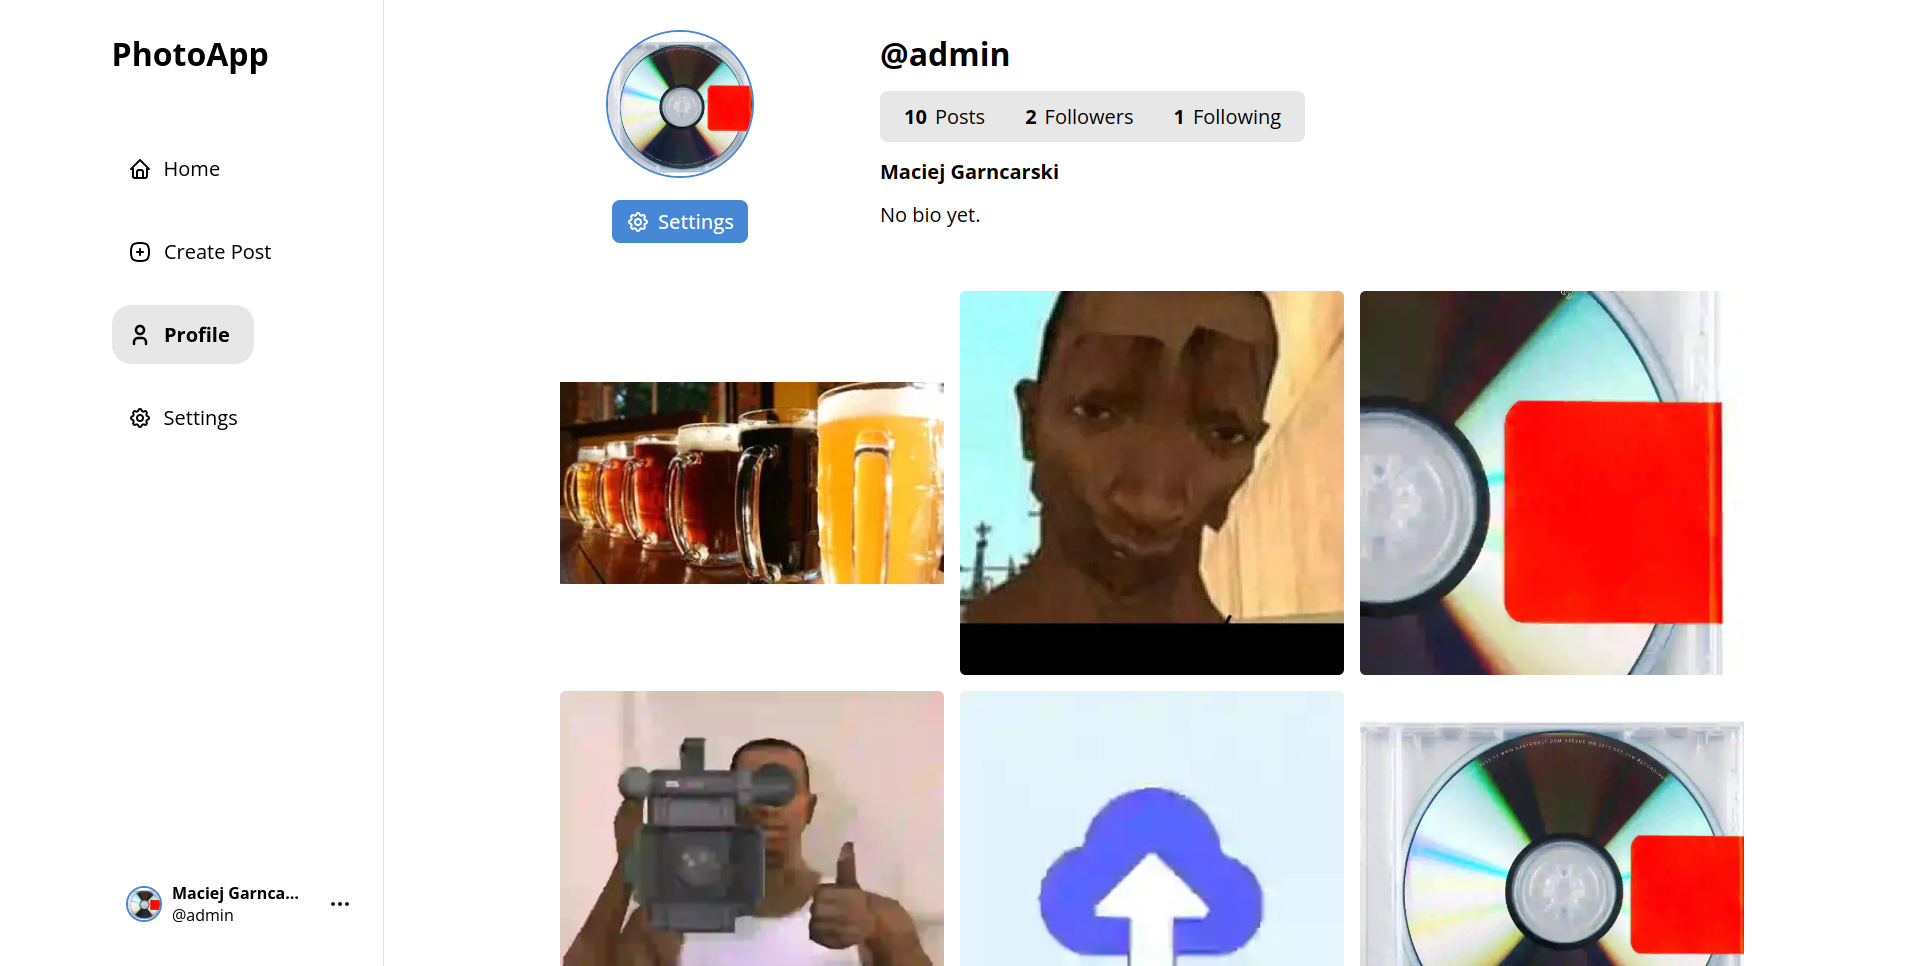 PhotoApp
Home
Create Post
Profile
Settings
Maciej Garnca...
@admin
@admin
10 Posts 2 Followers 1 Following
Maciej Garncarski
No bio yet.
Settings